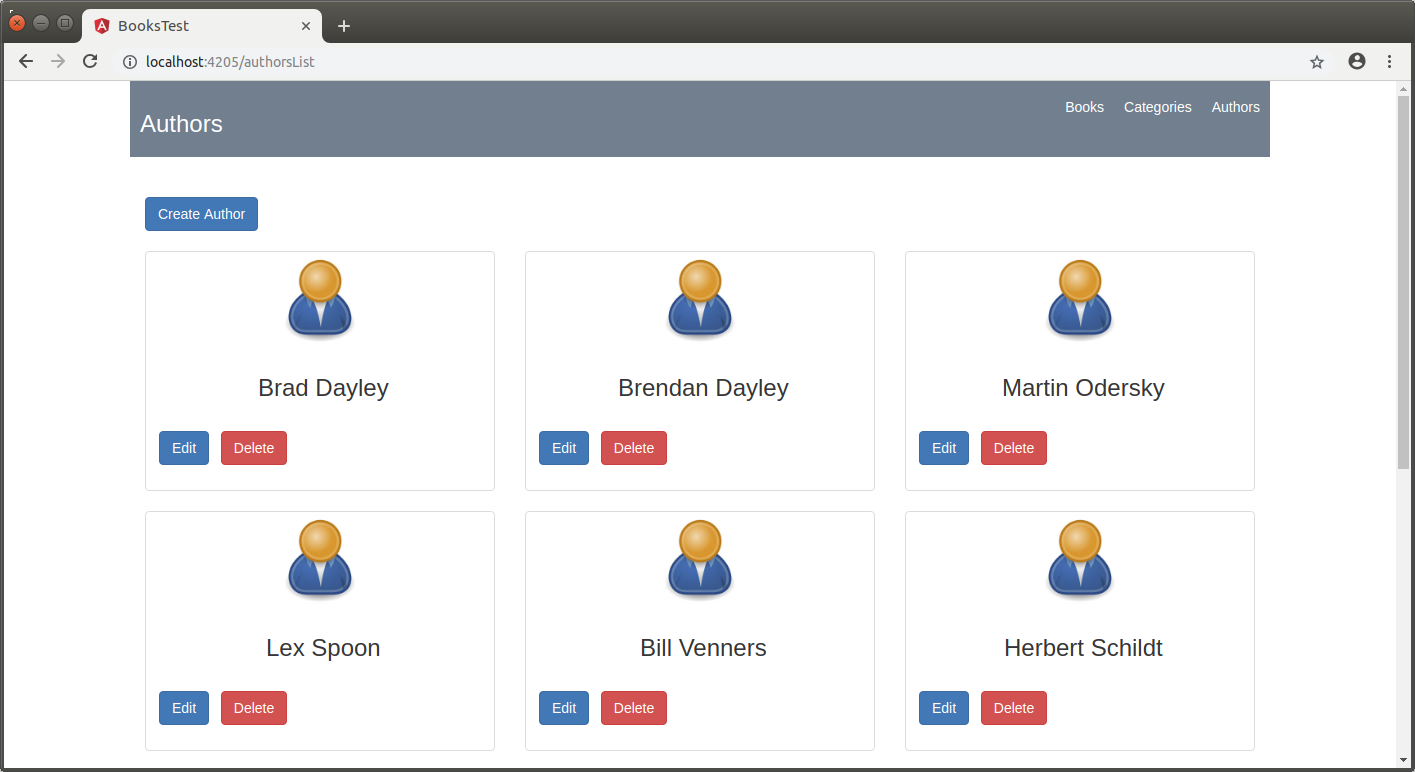 BooksTest
localhost:4205/authorsList
Books Categories Authors
Authors
Create Author
Brad Dayley Brendan Dayley Martin Odersky
Edit Delete Edit Delete Edit Delete
Lex Spoon Bill Venners Herbert Schildt
Edit Delete Edit Delete Edit Delete